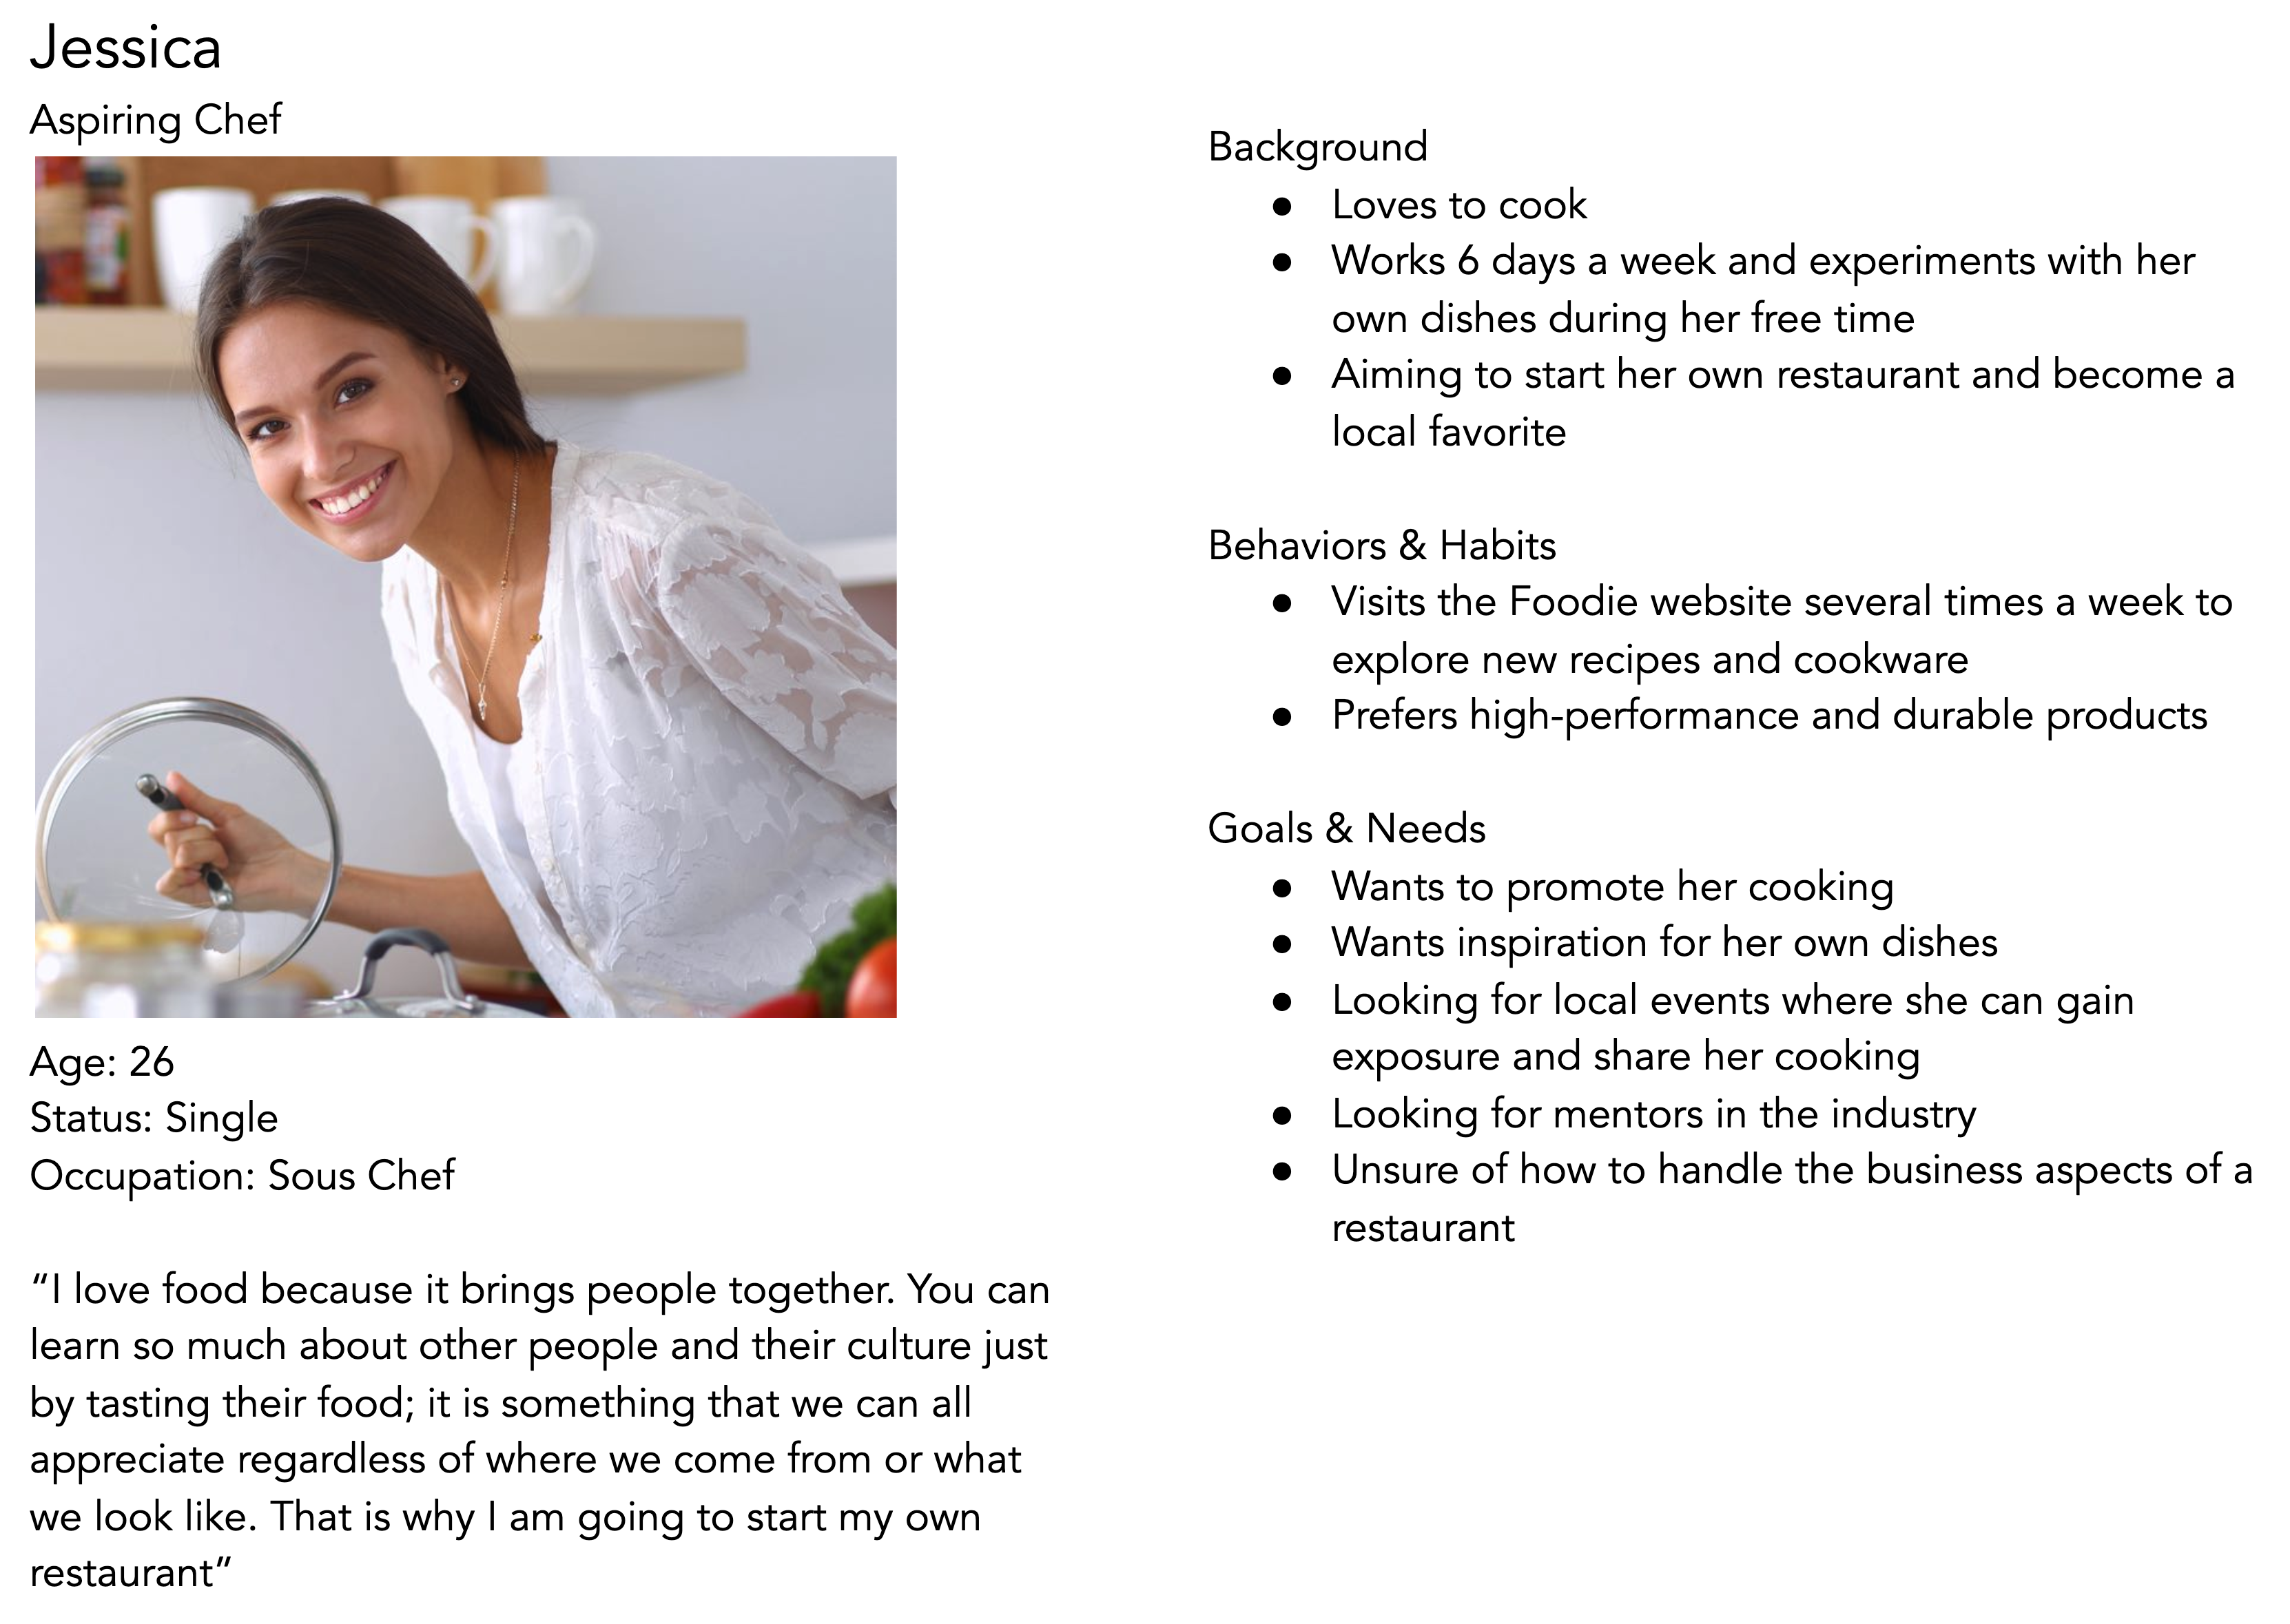 Jessica
Aspiring Chef
Age: 26
Status: Single
Occupation: Sous Chef
“I love food because it brings people together. You can
learn so much about other people and their culture just
by tasting their food; it is something that we can all
appreciate regardless of where we come from or what
we look like. That is why I am going to start my own
restaurant”
Background
● Loves to cook
● Works 6 days a week and experiments with her
own dishes during her free time
● Aiming to start her own restaurant and become a
local favorite
Behaviors & Habits
● Visits the Foodie website several times a week to
explore new recipes and cookware
● Prefers high-performance and durable products
Goals & Needs
● Wants to promote her cooking
● Wants inspiration for her own dishes
● Looking for local events where she can gain
exposure and share her cooking
● Looking for mentors in the industry
● Unsure of how to handle the business aspects of a
restaurant